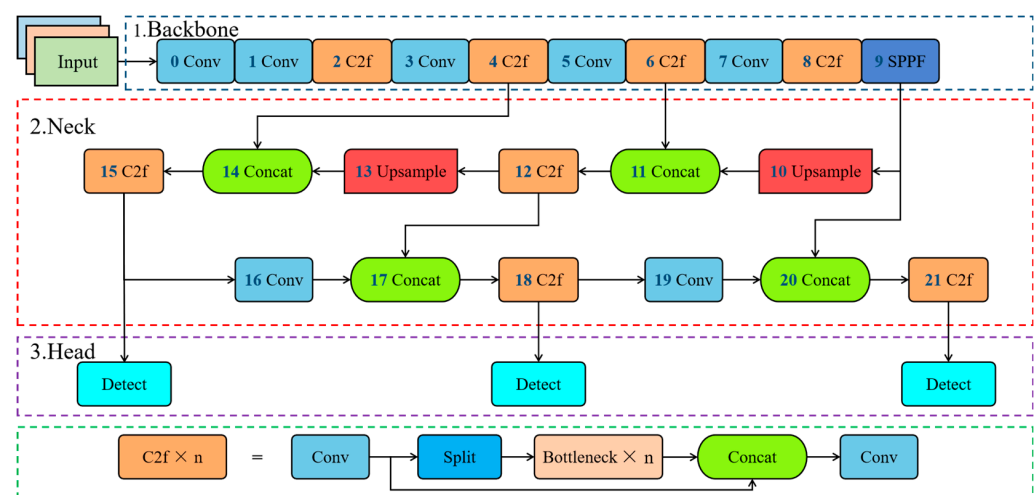 1.Backbone
Input
0 Conv 1 Conv 2 C2f 3 Conv 4 C2f 5 Conv 6 C2f 7 Conv 8 C2f 9 SPPF
2.Neck
15 C2f 14 Concat 13 Upsample 12 C2f 11 Concat 10 Upsample
16 Conv 17 Concat 18 C2f 19 Conv 20 Concat 21 C2f
3.Head
Detect Detect Detect
C2f × n = Conv Split Bottleneck × n Concat Conv